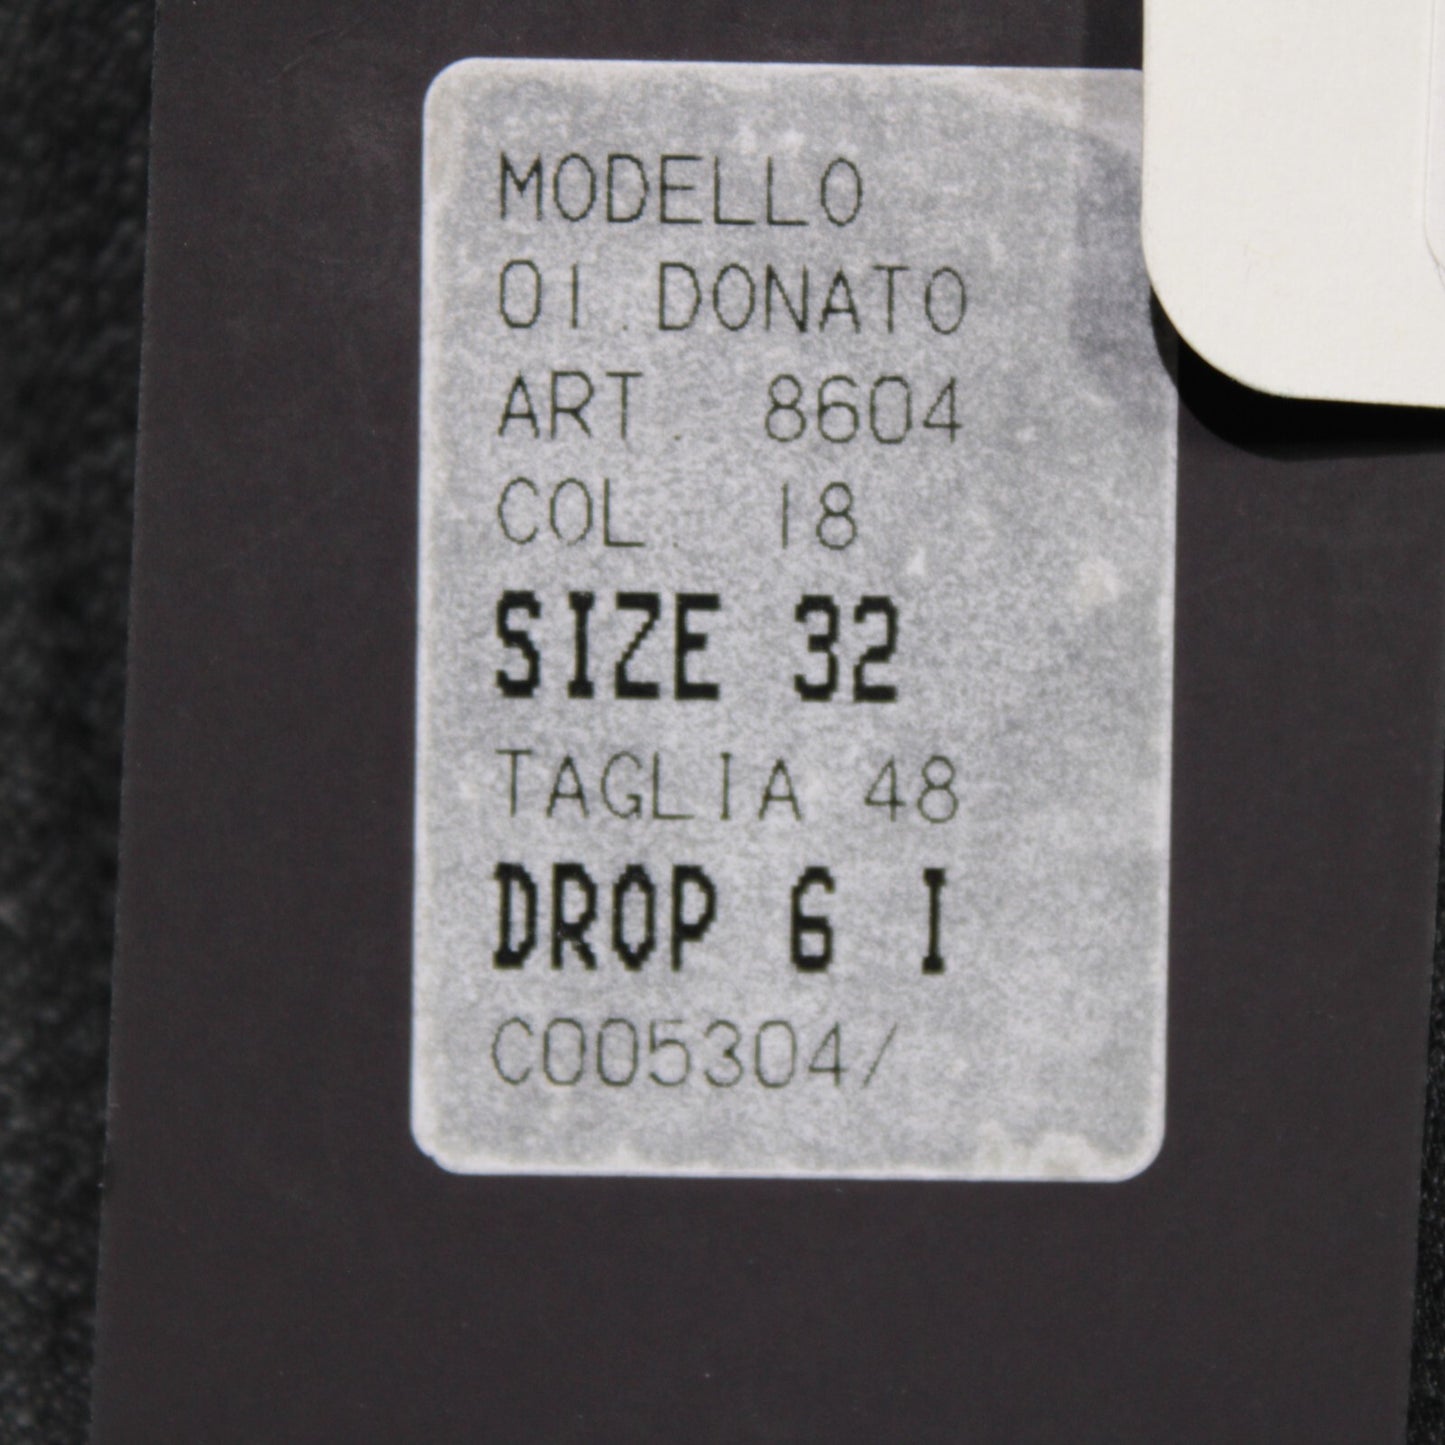 MODELLO
01.DONATO
ART. 8604
COL. 18
SIZE 32
TAGLIA 48
DROP 6 I
C005304/